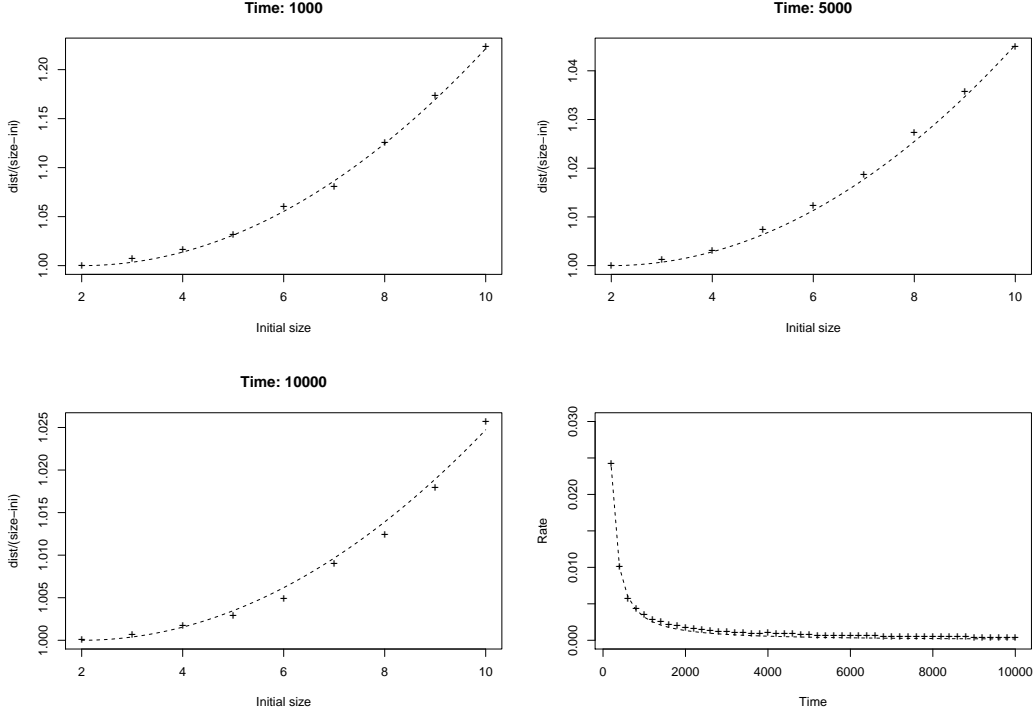 Time: 1000
dist/(size−ini)
1.00 1.05 1.10 1.15 1.20
2 4 6 8 10
Initial size
Time: 5000
dist/(size−ini)
1.00 1.01 1.02 1.03 1.04
2 4 6 8 10
Initial size
Time: 10000
dist/(size−ini)
1.000 1.005 1.010 1.015 1.020 1.025
2 4 6 8 10
Initial size
Rate
0.000 0.010 0.020 0.030
0 2000 4000 6000 8000 10000
Time